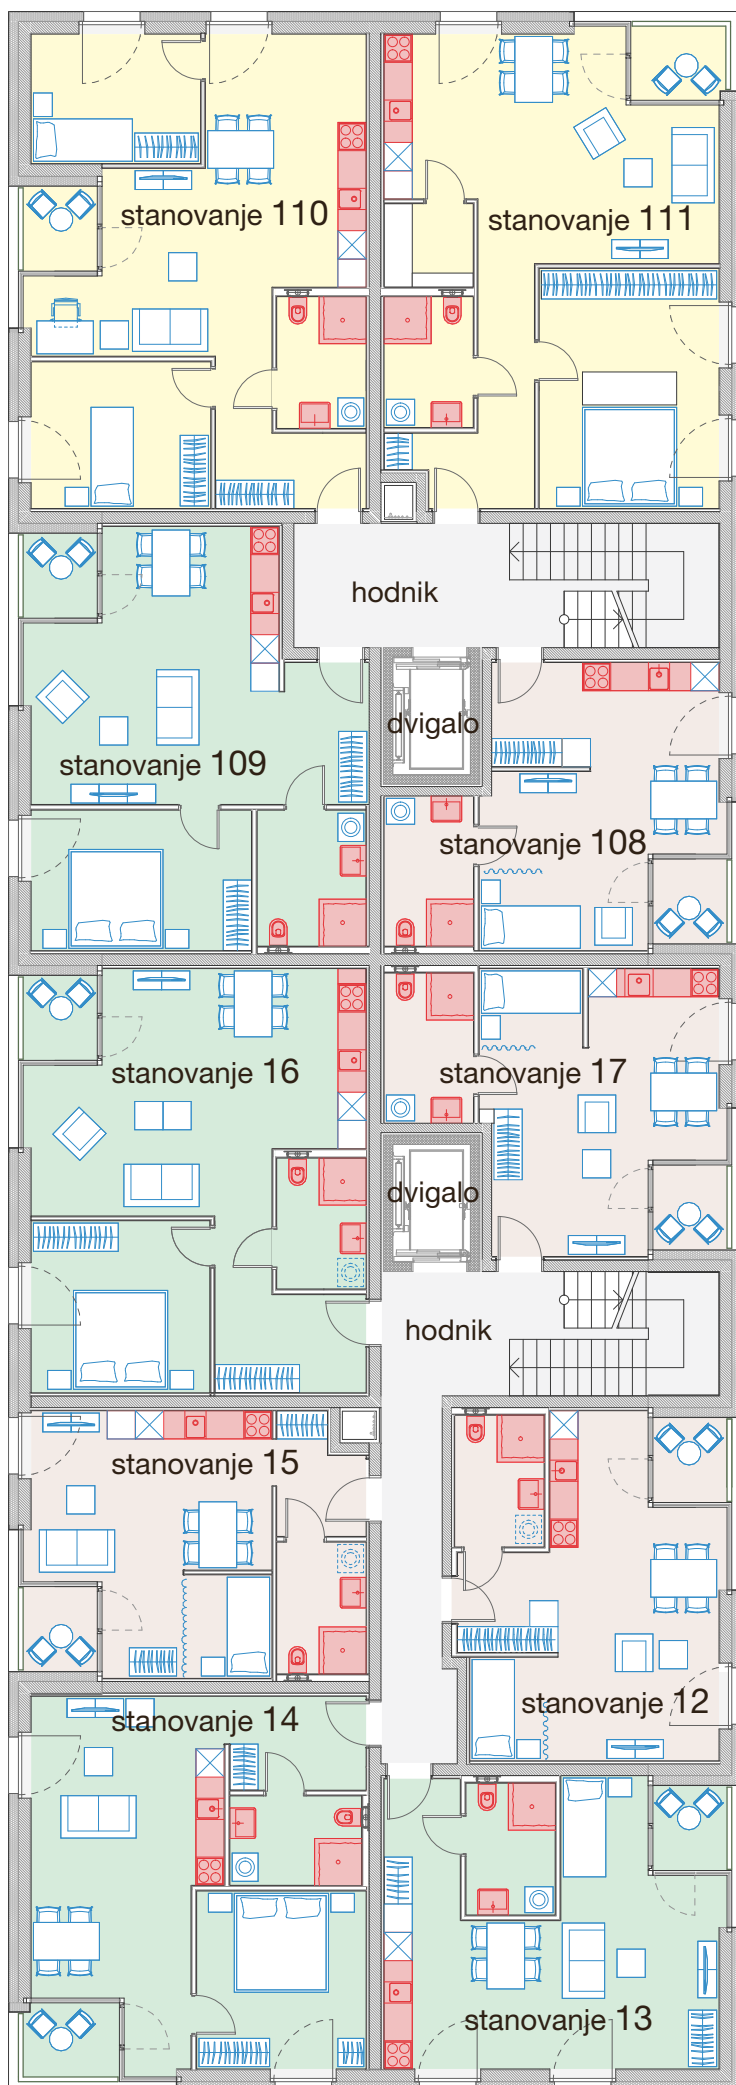 stanovanje 110
stanovanje 111
hodnik
dvigalo
stanovanje 109
stanovanje 108
stanovanje 16
stanovanje 17
dvigalo
hodnik
stanovanje 15
stanovanje 12
stanovanje 14
stanovanje 13